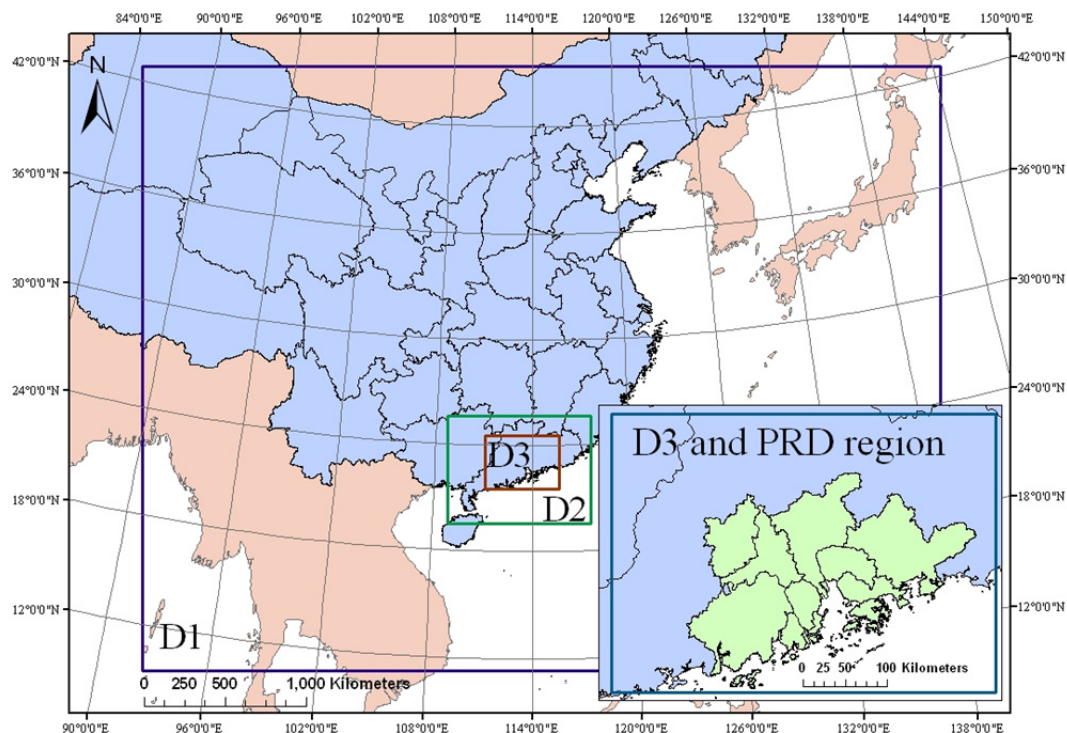 84°0'0"E 90°0'0"E 96°0'0"E 102°0'0"E 108°0'0"E 114°0'0"E 120°0'0"E 126°0'0"E 132°0'0"E 138°0'0"E 144°0'0"E 150°0'0"E
42°0'0"N
N
42°0'0"N
36°0'0"N
36°0'0"N
30°0'0"N
30°0'0"N
24°0'0"N
24°0'0"N
D3 and PRD region
D3
18°0'0"N
D2
18°0'0"N
12°0'0"N
12°0'0"N
D1
0 25 50 100 Kilometers
0 250 500 1,000 Kilometers
90°0'0"E 96°0'0"E 102°0'0"E 108°0'0"E 114°0'0"E 120°0'0"E 126°0'0"E 132°0'0"E 138°0'0"E